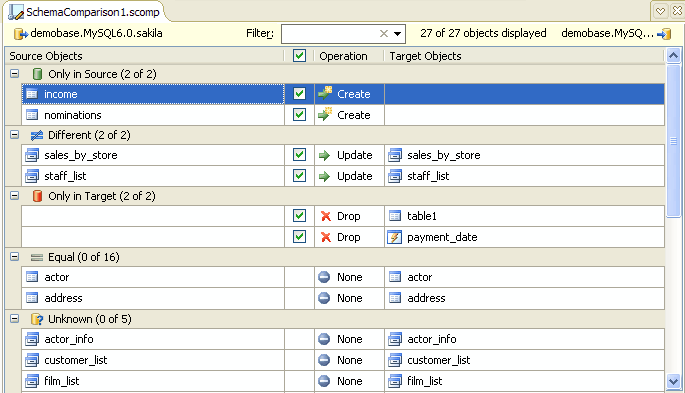 SchemaComparison1.scomp
demobase.MySQL6.0.sakila Filter: 27 of 27 objects displayed demobase.MySQ...
Source Objects Operation Target Objects
Only in Source (2 of 2)
income Create
nominations Create
Different (2 of 2)
sales_by_store Update sales_by_store
staff_list Update staff_list
Only in Target (2 of 2)
Drop table1
Drop payment_date
Equal (0 of 16)
actor None actor
address None address
Unknown (0 of 5)
actor_info None actor_info
customer_list None customer_list
film_list None film_list